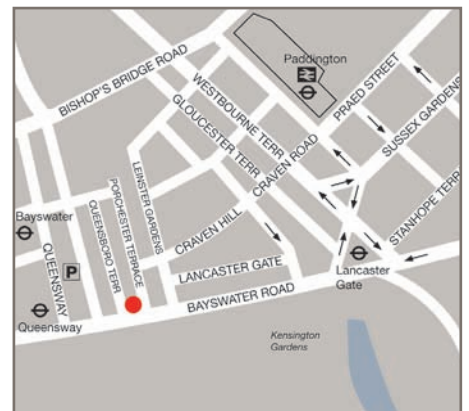 Paddington
BISHOP'S BRIDGE ROAD
WESTBOURNE TERR
GLOUCESTER TERR
PRAED STREET
SUSSEX GARDENS
LEINSTER GARDENS
CRAVEN ROAD
STANHOPE TERR
PORCHESTER TERRACE
QUEENSBORO TERR
CRAVEN HILL
Bayswater
QUEENSWAY
P
LANCASTER GATE
Lancaster
Gate
BAYSWATER ROAD
Queensway
Kensington
Gardens